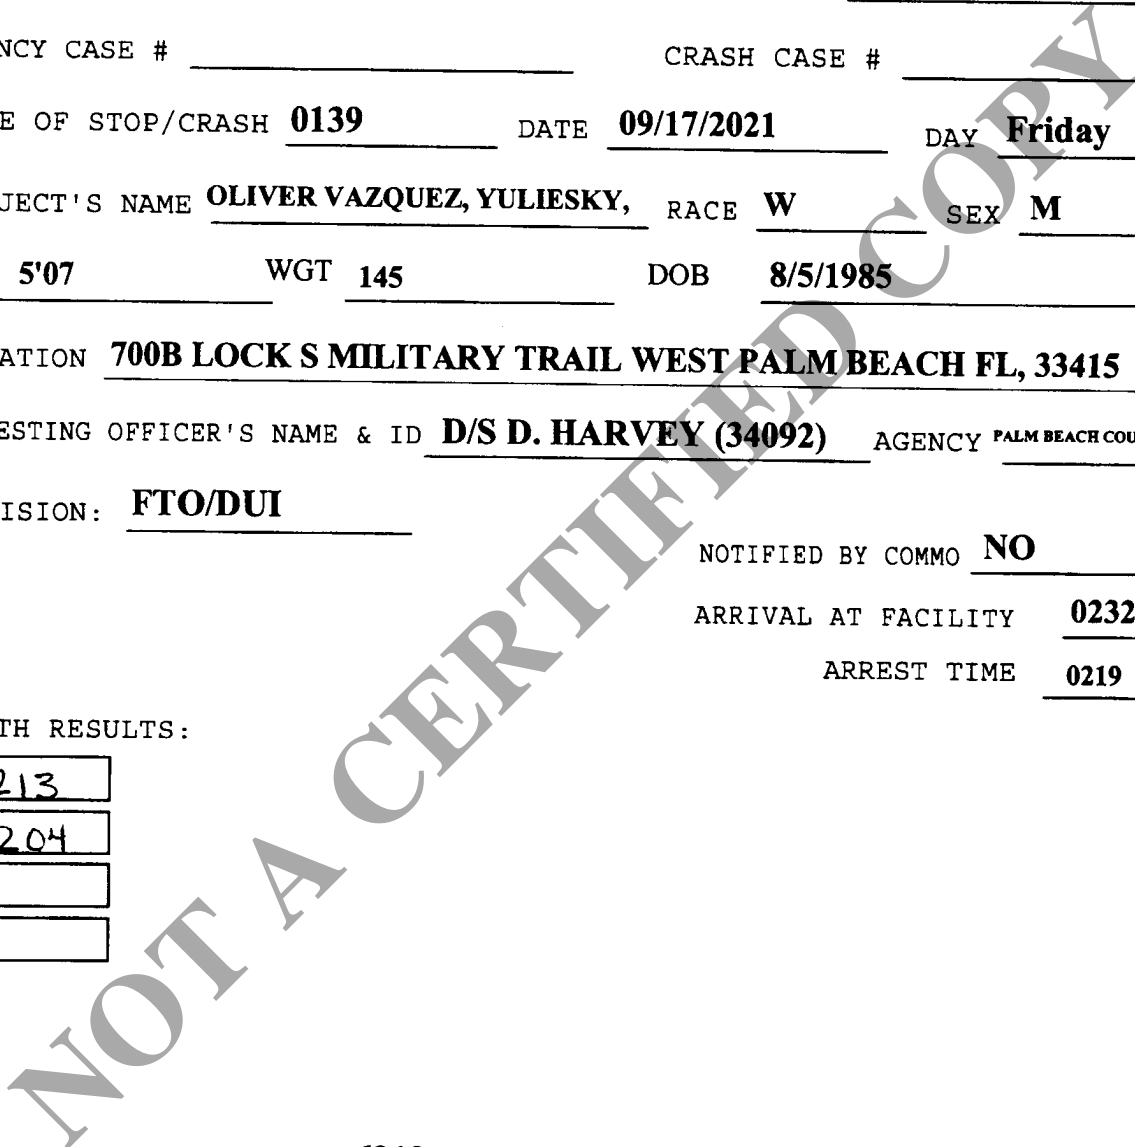 NCY CASE # CRASH CASE #
E OF STOP/CRASH 0139 DATE 09/17/2021 DAY Friday
JECT'S NAME OLIVER VAZQUEZ, YULIESKY, RACE W SEX M
5'07 WGT 145 DOB 8/5/1985
ATION 700B LOCK S MILITARY TRAIL WEST PALM BEACH FL, 33415
ESTING OFFICER'S NAME & ID D/S D. HARVEY (34092) AGENCY PALM BEACH COU
ISION: FTO/DUI
NOTIFIED BY COMMO NO
ARRIVAL AT FACILITY 0232
ARREST TIME 0219
TH RESULTS:
213
204
NOT A CERTIFIED COPY